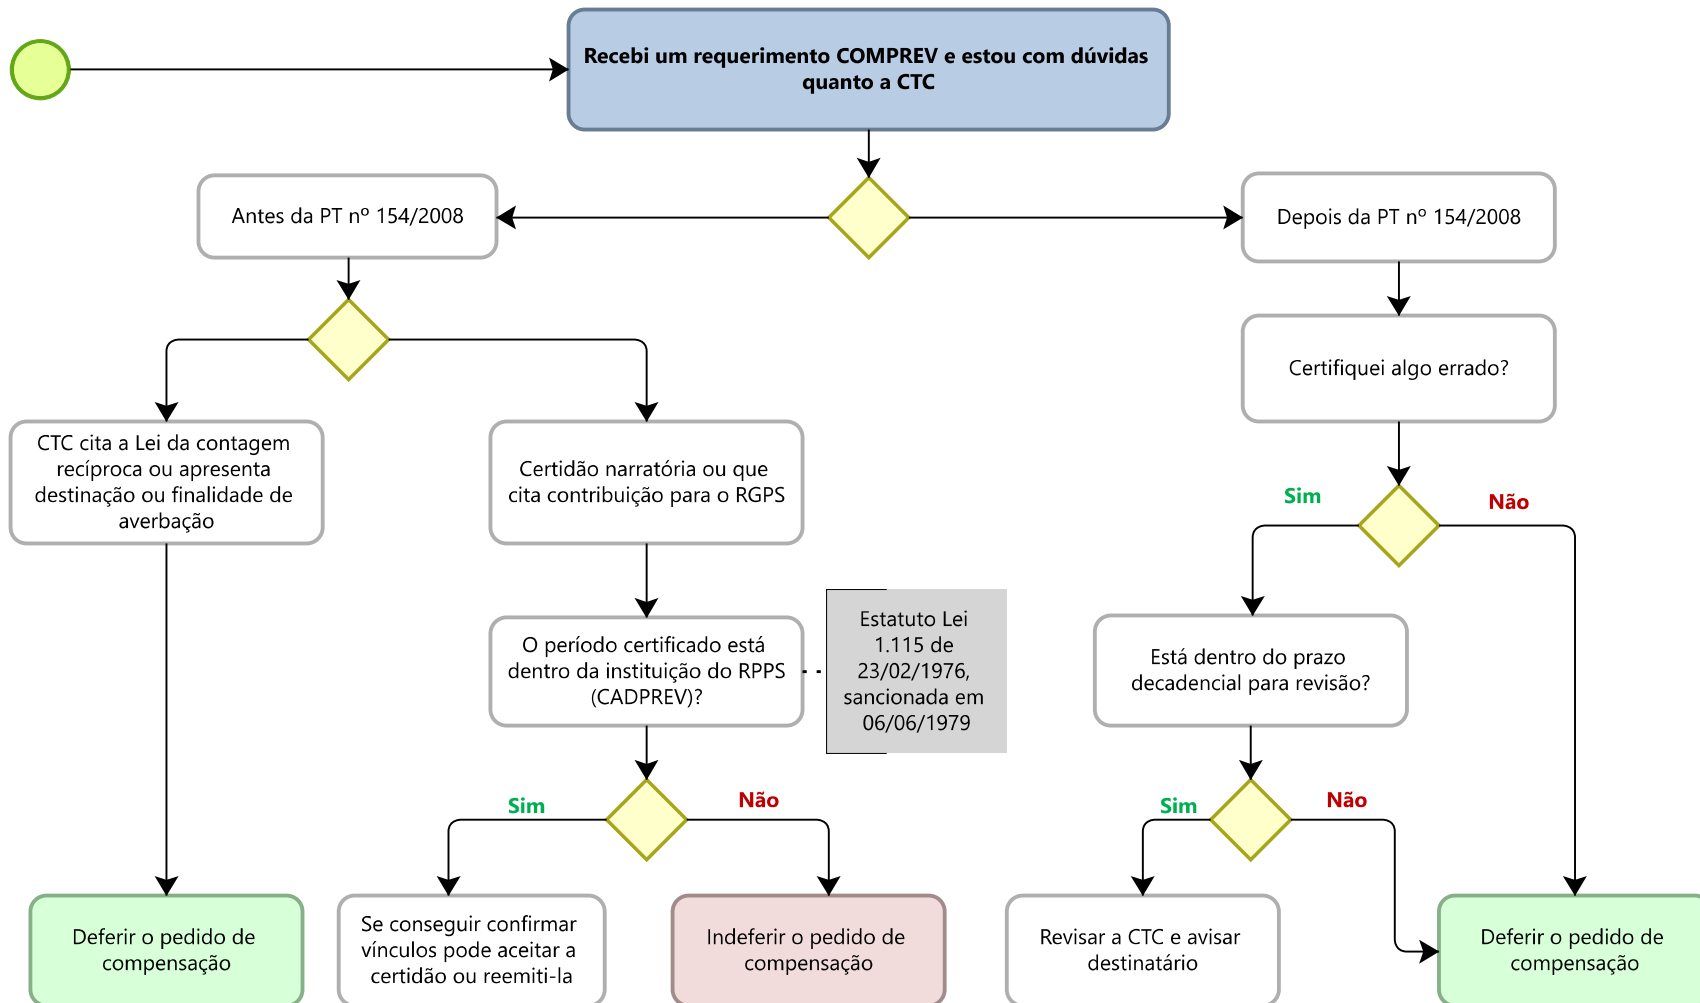 Recebi um requerimento COMPREV e estou com dúvidas
quanto a CTC
Antes da PT nº 154/2008
Depois da PT nº 154/2008
Certifiquei algo errado?
CTC cita a Lei da contagem
recíproca ou apresenta
destinação ou finalidade de
averbação
Certidão narratória ou que
cita contribuição para o RGPS
Sim
Não
O período certificado está
dentro da instituição do RPPS
(CADPREV)?
Estatuto Lei
1.115 de
23/02/1976,
sancionada em
06/06/1979
Está dentro do prazo
decadencial para revisão?
Sim
Não
Sim
Não
Deferir o pedido de
compensação
Se conseguir confirmar
vínculos pode aceitar a
certidão ou reemiti-la
Indeferir o pedido de
compensação
Revisar a CTC e avisar
destinatário
Deferir o pedido de
compensação